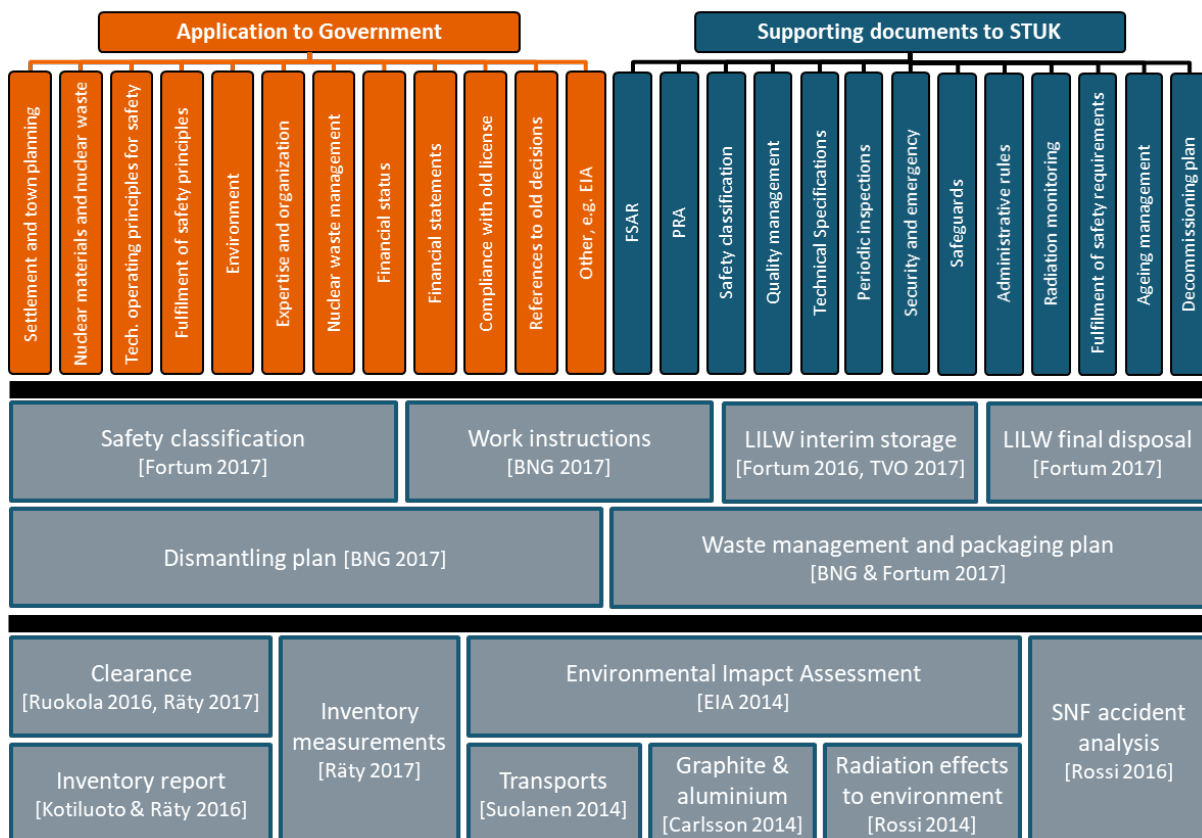 Application to Government
Supporting documents to STUK
Settlement and town planning
Nuclear materials and nuclear waste
Tech. operating principles for safety
Fulfilment of safety principles
Environment
Expertise and organization
Nuclear waste management
Financial status
Financial statements
Compliance with old license
References to old decisions
Other, e.g. EIA
FSAR
PRA
Safety classification
Quality management
Technical Specifications
Periodic inspections
Security and emergency
Safeguards
Administrative rules
Radiation monitoring
Fulfilment of safety requirements
Ageing management
Decommissioning plan
Safety classification
[Fortum 2017]
Work instructions
[BNG 2017]
LILW interim storage
[Fortum 2016, TVO 2017]
LILW final disposal
[Fortum 2017]
Dismantling plan [BNG 2017]
Waste management and packaging plan
[BNG & Fortum 2017]
Clearance
[Ruokola 2016, Räty 2017]
Inventory
measurements
[Räty 2017]
Environmental Imapct Assessment
[EIA 2014]
SNF accident
analysis
[Rossi 2016]
Inventory report
[Kotiluoto & Räty 2016]
Transports
[Suolanen 2014]
Graphite &
aluminium
[Carlsson 2014]
Radiation effects
to environment
[Rossi 2014]